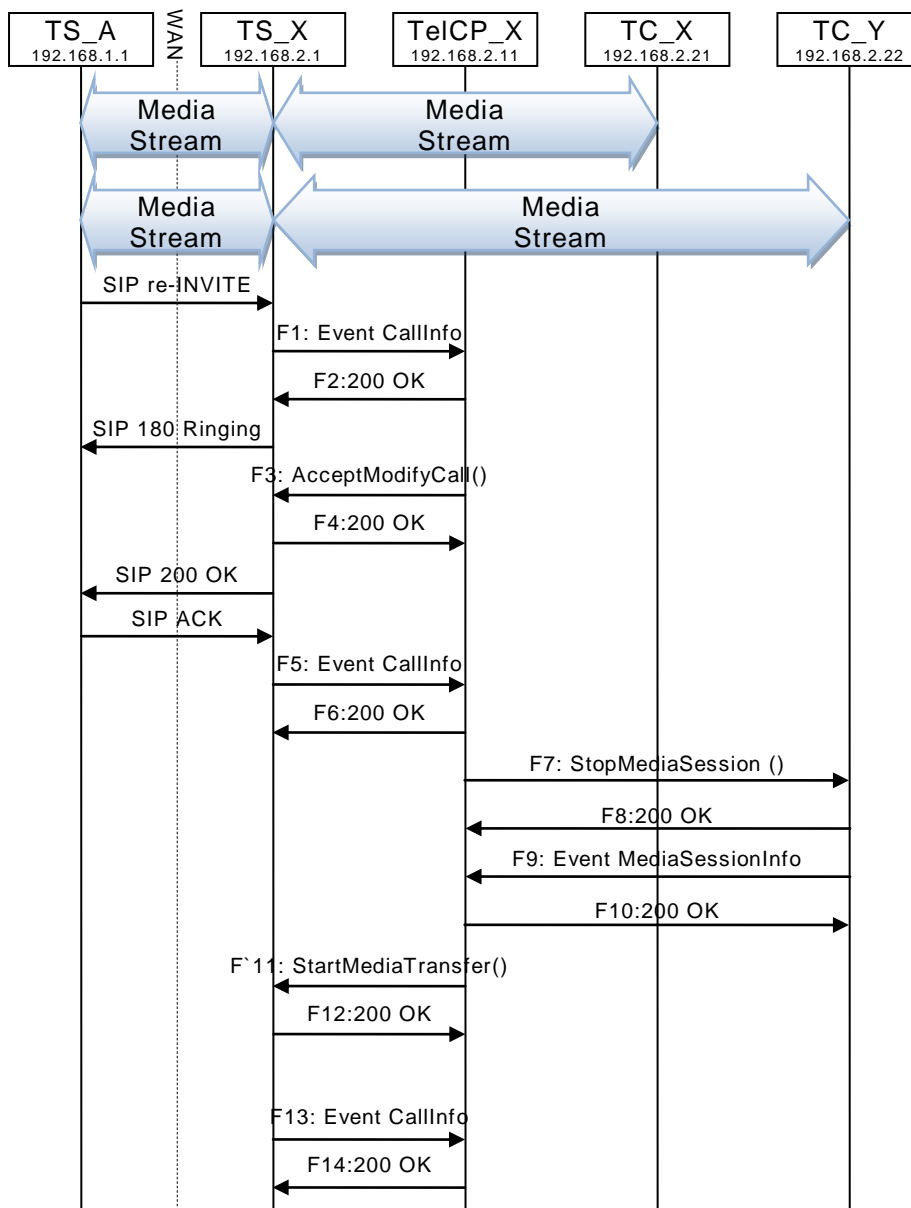 TS_A
192.168.1.1
WAN
TS_X
192.168.2.1
TelCP_X
192.168.2.11
TC_X
192.168.2.21
TC_Y
192.168.2.22
Media
Stream
Media
Stream
Media
Stream
Media
Stream
SIP re-INVITE
F1: Event CallInfo
F2:200 OK
SIP 180 Ringing
F3: AcceptModifyCall()
F4:200 OK
SIP 200 OK
SIP ACK
F5: Event CallInfo
F6:200 OK
F7: StopMediaSession ()
F8:200 OK
F9: Event MediaSessionInfo
F10:200 OK
F`11: StartMediaTransfer()
F12:200 OK
F13: Event CallInfo
F14:200 OK